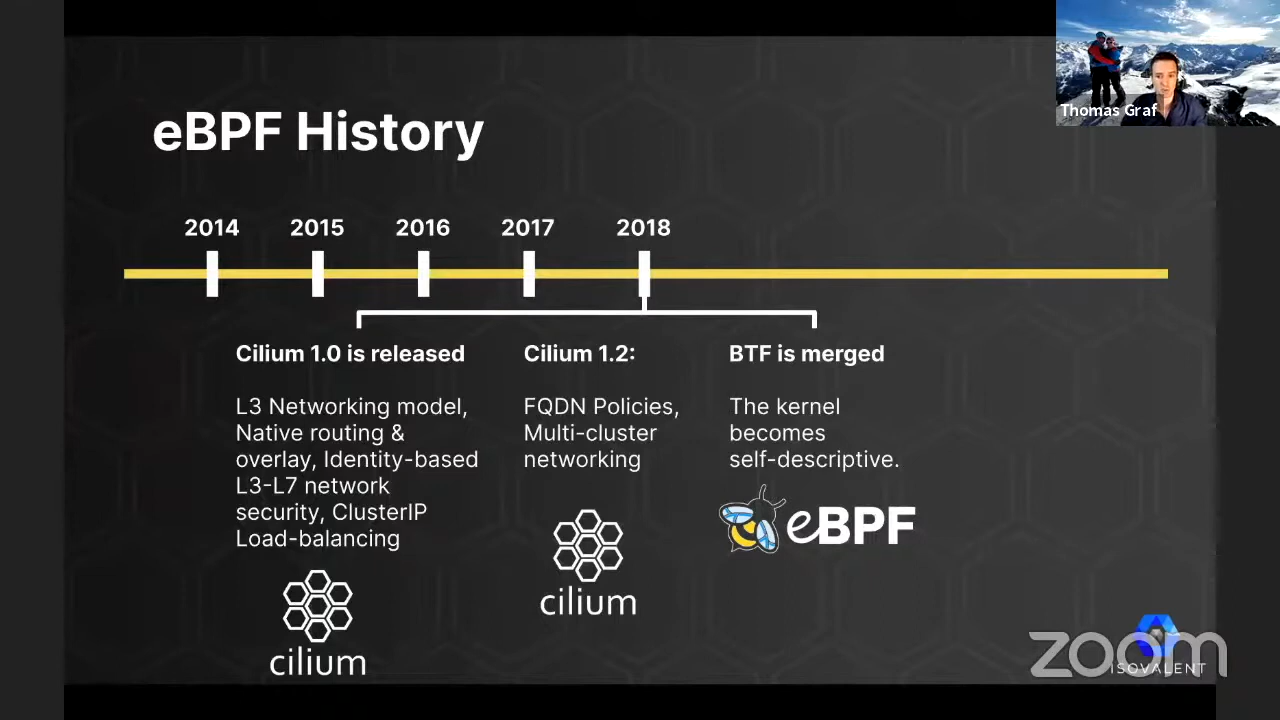 Thomas Graf
eBPF History
2014 2015 2016 2017 2018
Cilium 1.0 is released
L3 Networking model,
Native routing &
overlay, Identity-based
L3-L7 network
security, ClusterIP
Load-balancing
cilium
Cilium 1.2:
FQDN Policies,
Multi-cluster
networking
cilium
BTF is merged
The kernel
becomes
self-descriptive.
eBPF
zoom
ISOVALENT